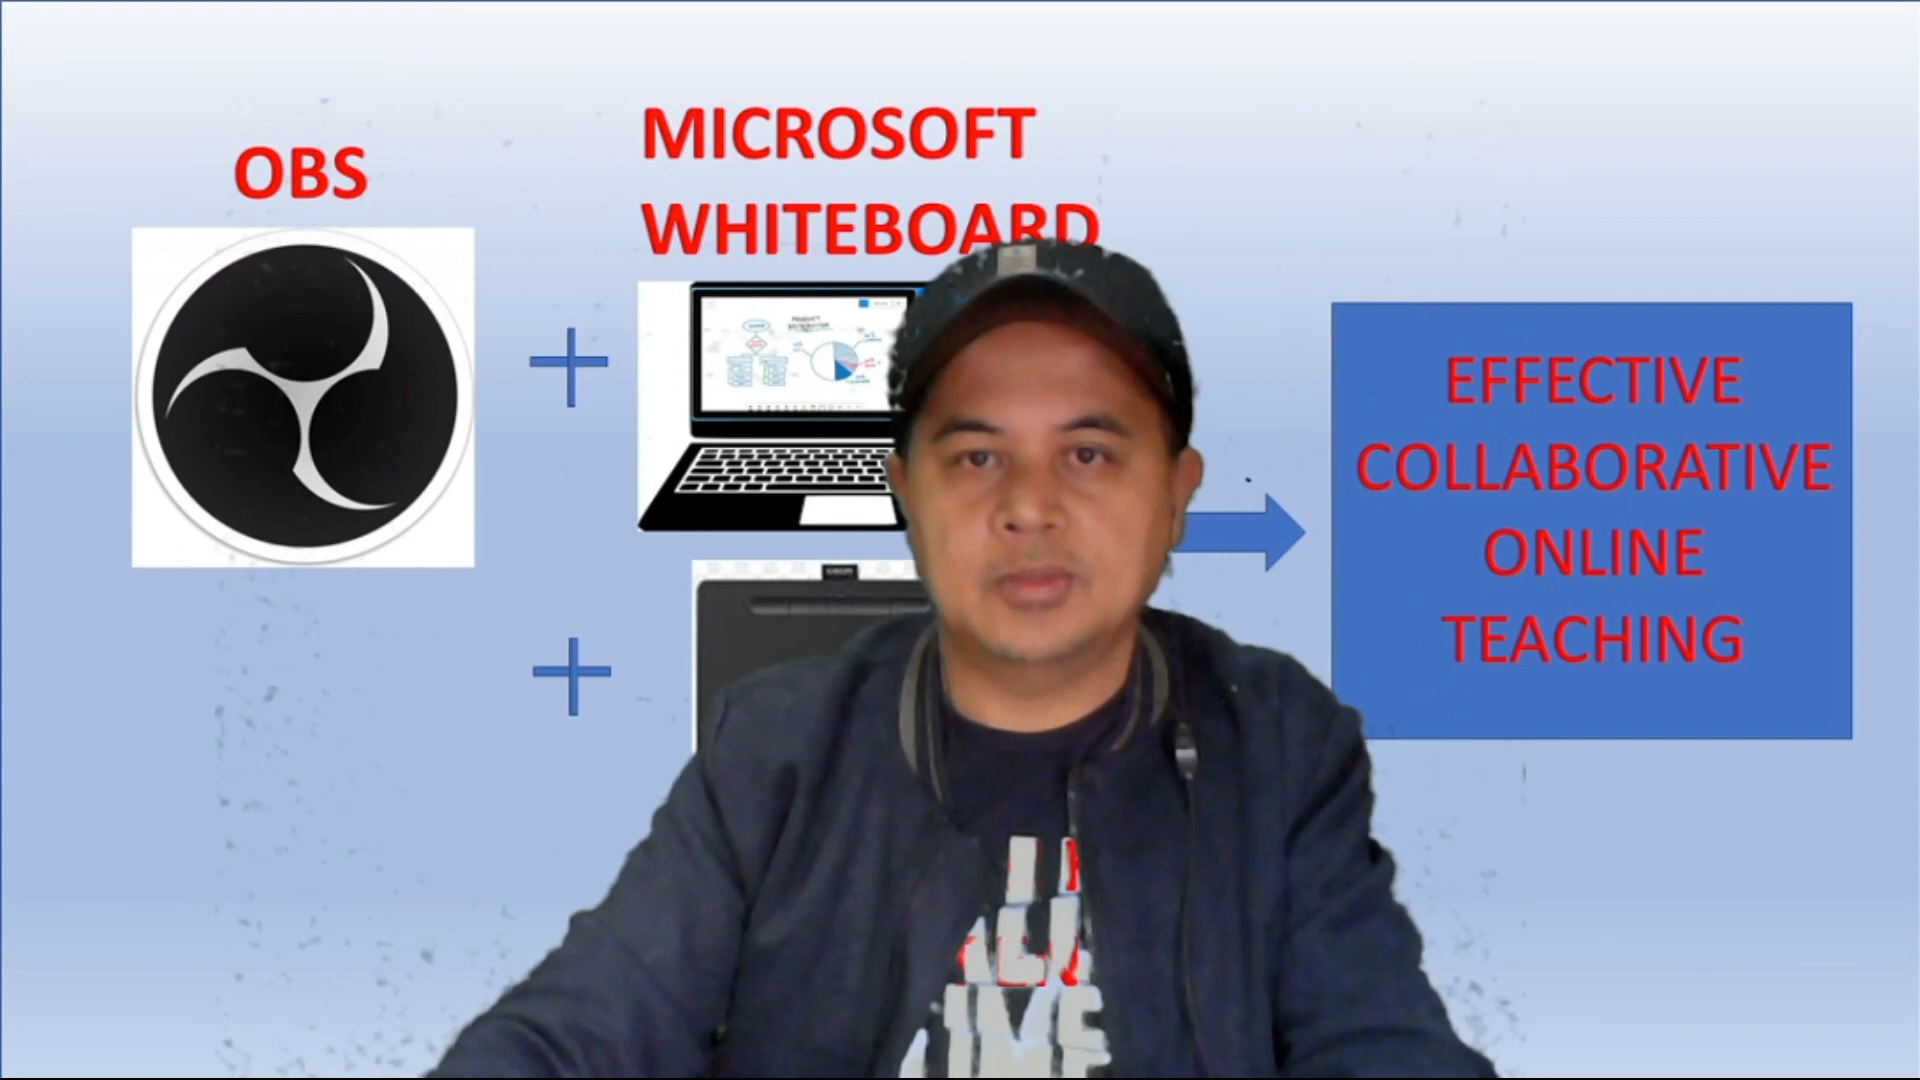 OBS
MICROSOFT
WHITEBOARD
EFFECTIVE
COLLABORATIVE
ONLINE
TEACHING